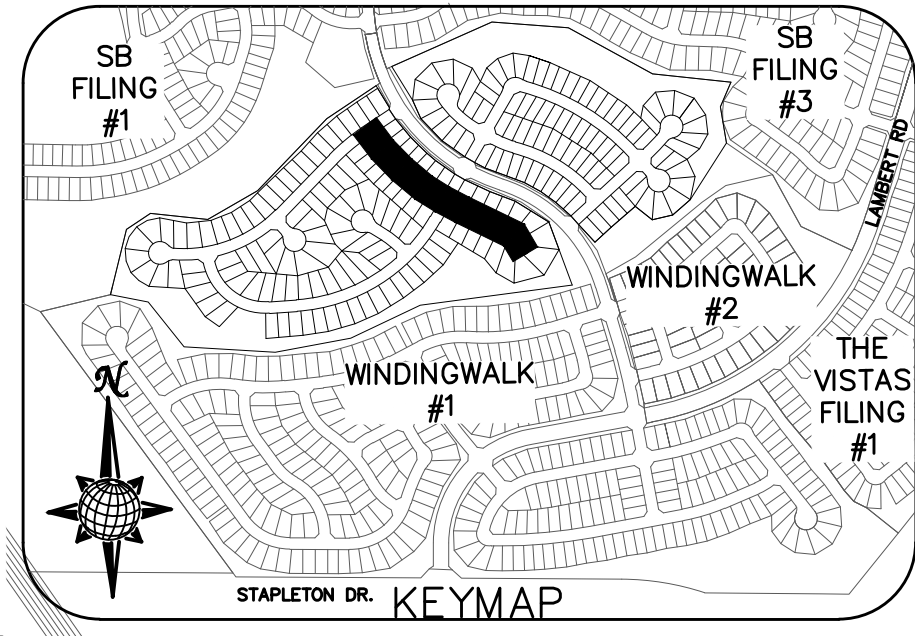 SB
FILING
#1
SB
FILING
#3
LAMBERT RD
WINDINGWALK
#2
THE
VISTAS
FILING
#1
WINDINGWALK
#1
N
STAPLETON DR.
KEYMAP